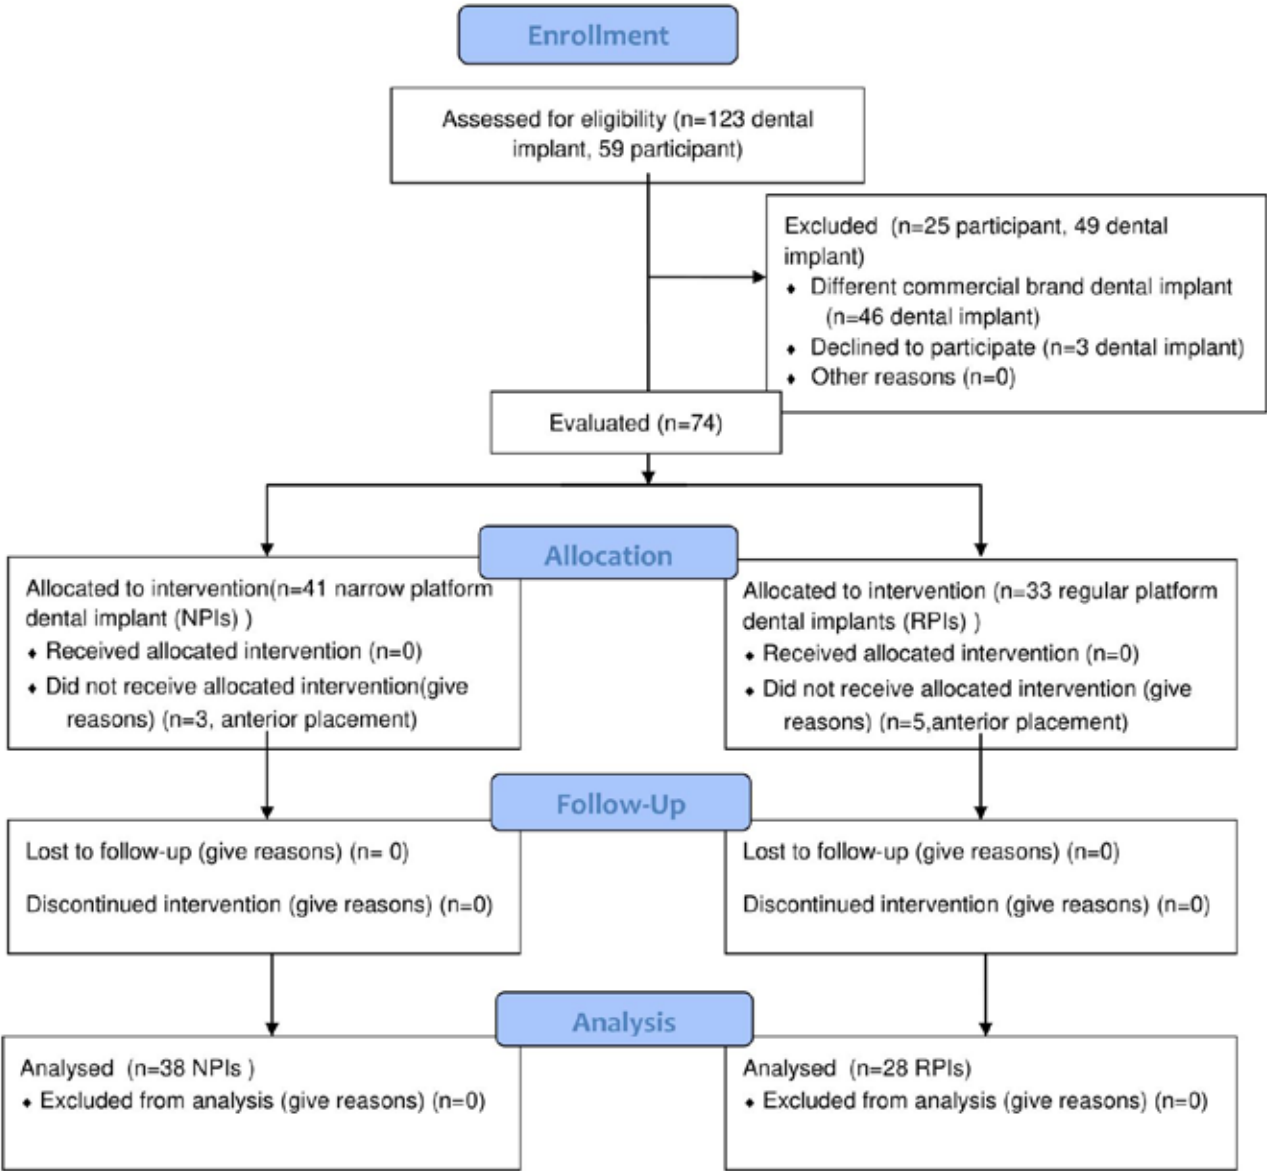 Enrollment
Assessed for eligibility (n=123 dental
implant, 59 participant)
Excluded (n=25 participant, 49 dental
implant)
♦ Different commercial brand dental implant
(n=46 dental implant)
♦ Declined to participate (n=3 dental implant)
♦ Other reasons (n=0)
Evaluated (n=74)
Allocation
Allocated to intervention(n=41 narrow platform
dental implant (NPIs) )
♦ Received allocated intervention (n=0)
♦ Did not receive allocated intervention(give
reasons) (n=3, anterior placement)
Allocated to intervention (n=33 regular platform
dental implants (RPIs) )
♦ Received allocated intervention (n=0)
♦ Did not receive allocated intervention (give
reasons) (n=5,anterior placement)
Follow-Up
Lost to follow-up (give reasons) (n= 0)
Discontinued intervention (give reasons) (n=0)
Lost to follow-up (give reasons) (n=0)
Discontinued intervention (give reasons) (n=0)
Analysis
Analysed (n=38 NPIs )
♦ Excluded from analysis (give reasons) (n=0)
Analysed (n=28 RPIs)
♦ Excluded from analysis (give reasons) (n=0)